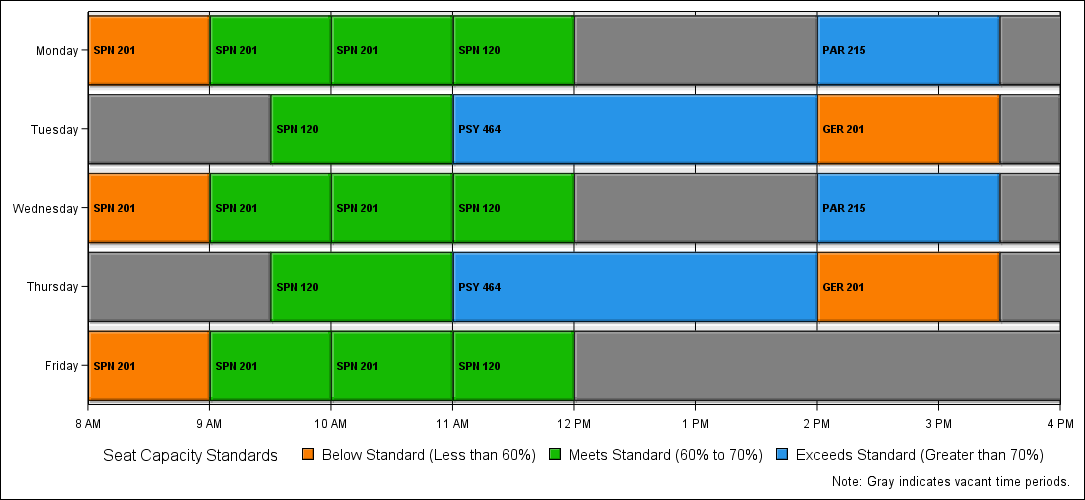 Monday SPN 201 SPN 201 SPN 201 SPN 120 PAR 215
Tuesday SPN 120 PSY 464 GER 201
Wednesday SPN 201 SPN 201 SPN 201 SPN 120 PAR 215
Thursday SPN 120 PSY 464 GER 201
Friday SPN 201 SPN 201 SPN 201 SPN 120
8 AM 9 AM 10 AM 11 AM 12 PM 1 PM 2 PM 3 PM 4 PM
Seat Capacity Standards Below Standard (Less than 60%) Meets Standard (60% to 70%) Exceeds Standard (Greater than 70%)
Note: Gray indicates vacant time periods.